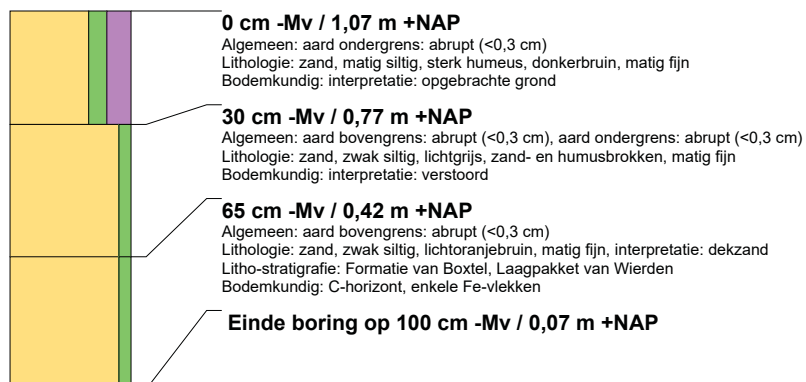 0 cm -Mv / 1,07 m +NAP
Algemeen: aard ondergrens: abrupt (<0,3 cm)
Lithologie: zand, matig siltig, sterk humeus, donkerbruin, matig fijn
Bodemkundig: interpretatie: opgebrachte grond
30 cm -Mv / 0,77 m +NAP
Algemeen: aard bovengrens: abrupt (<0,3 cm), aard ondergrens: abrupt (<0,3 cm)
Lithologie: zand, zwak siltig, lichtgrijs, zand- en humusbrokken, matig fijn
Bodemkundig: interpretatie: verstoord
65 cm -Mv / 0,42 m +NAP
Algemeen: aard bovengrens: abrupt (<0,3 cm)
Lithologie: zand, zwak siltig, lichtoranjebruin, matig fijn, interpretatie: dekzand
Litho-stratigrafie: Formatie van Boxtel, Laagpakket van Wierden
Bodemkundig: C-horizont, enkele Fe-vlekken
Einde boring op 100 cm -Mv / 0,07 m +NAP